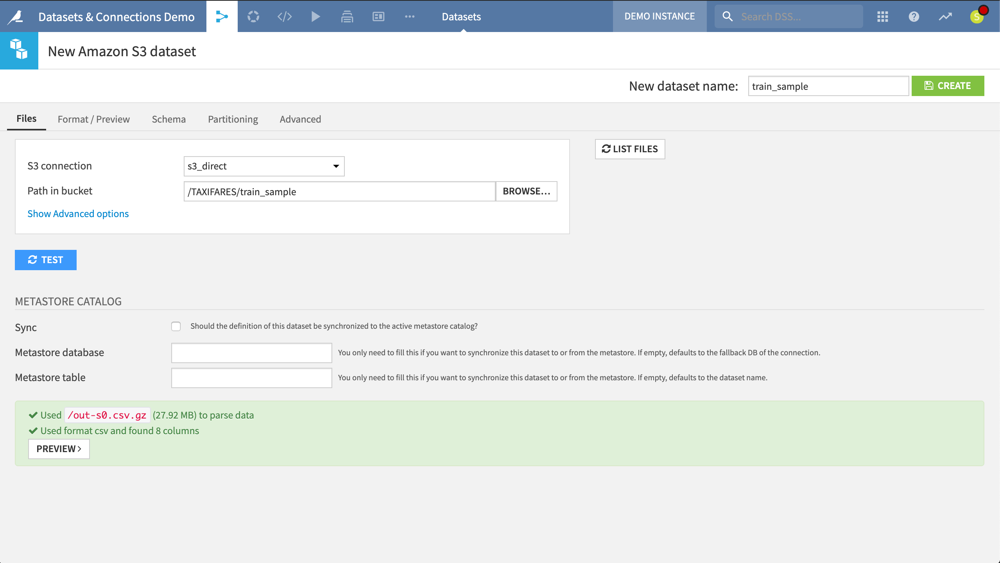 Datasets & Connections Demo
Datasets
DEMO INSTANCE
Search DSS...
S
New Amazon S3 dataset
New dataset name:
train_sample
CREATE
Files
Format / Preview
Schema
Partitioning
Advanced
S3 connection
s3_direct
LIST FILES
Path in bucket
/TAXIFARES/train_sample
BROWSE...
Show Advanced options
TEST
METASTORE CATALOG
Sync
Should the definition of this dataset be synchronized to the active metastore catalog?
Metastore database
You only need to fill this if you want to synchronize this dataset to or from the metastore. If empty, defaults to the fallback DB of the connection.
Metastore table
You only need to fill this if you want to synchronize this dataset to or from the metastore. If empty, defaults to the dataset name.
Used /out-s0.csv.gz (27.92 MB) to parse data
Used format csv and found 8 columns
PREVIEW